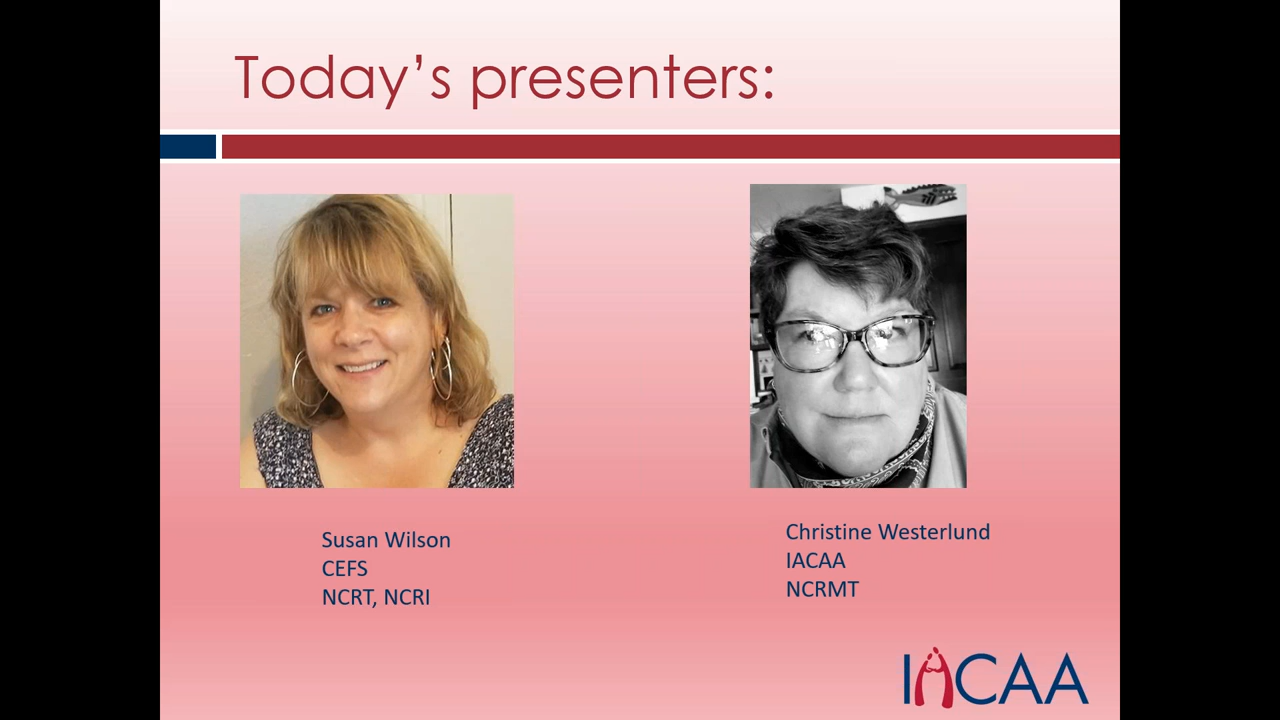 Today’s presenters:
Susan Wilson
CEFS
NCRT, NCRI
Christine Westerlund
IACAA
NCRMT
IACAA